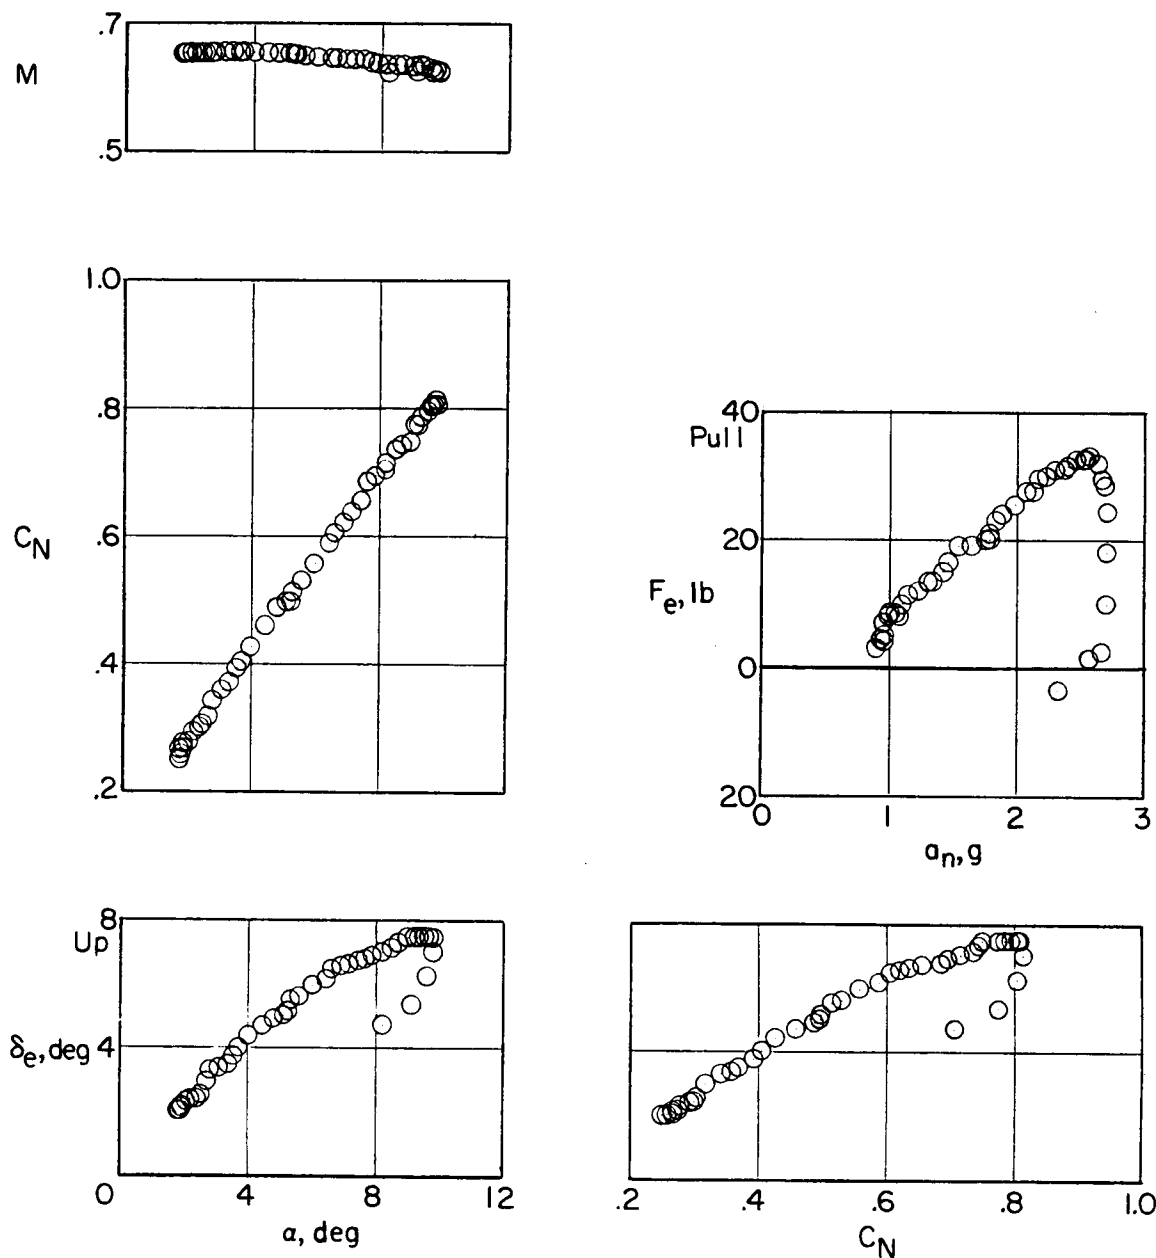 .7
M
.5
1.0
.8
C_N
.6
.4
.2
40
Pull
20
F_e, lb
0
20
0 1 2 3
a_n, g
8
Up
δ_e, deg 4
0 4 8 12
α, deg
.2 .4 .6 .8 1.0
C_N